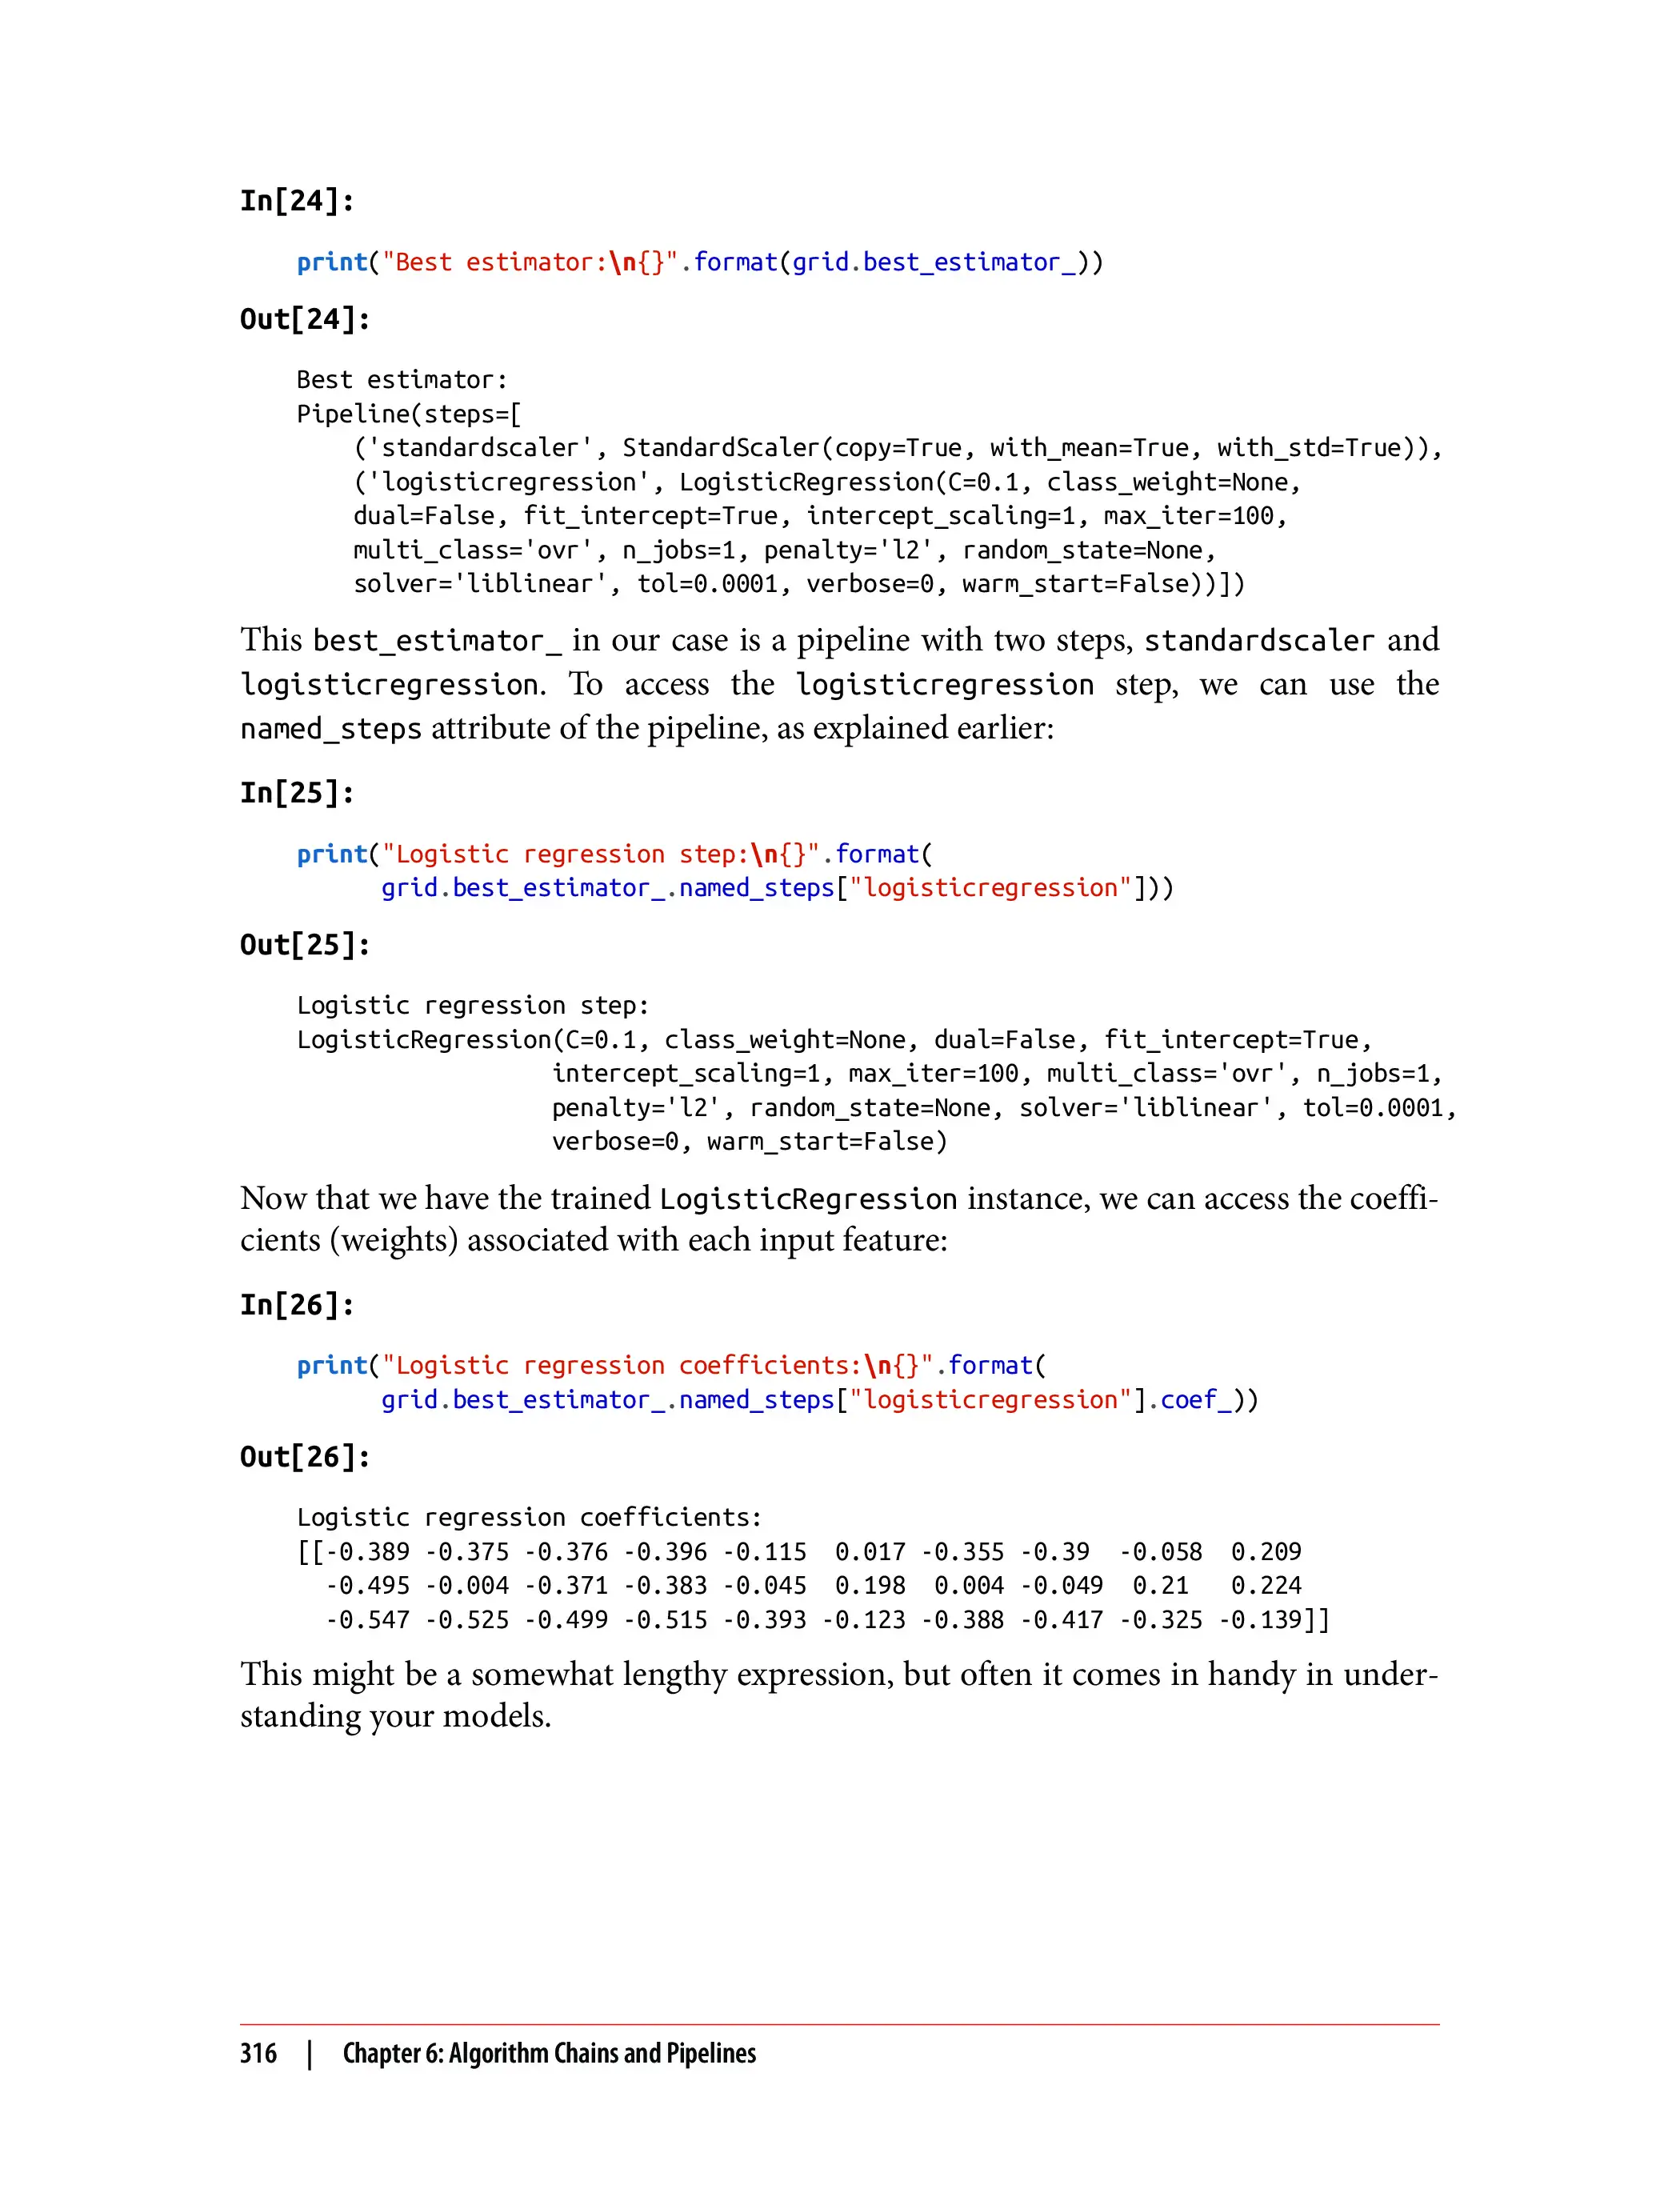 In[24]:
print("Best estimator:\n{}".format(grid.best_estimator_))
Out[24]:
Best estimator:
Pipeline(steps=[
    ('standardscaler', StandardScaler(copy=True, with_mean=True, with_std=True)),
    ('logisticregression', LogisticRegression(C=0.1, class_weight=None,
    dual=False, fit_intercept=True, intercept_scaling=1, max_iter=100,
    multi_class='ovr', n_jobs=1, penalty='l2', random_state=None,
    solver='liblinear', tol=0.0001, verbose=0, warm_start=False))])
This best_estimator_ in our case is a pipeline with two steps, standardscaler and
logisticregression. To access the logisticregression step, we can use the
named_steps attribute of the pipeline, as explained earlier:
In[25]:
print("Logistic regression step:\n{}".format(
      grid.best_estimator_.named_steps["logisticregression"]))
Out[25]:
Logistic regression step:
LogisticRegression(C=0.1, class_weight=None, dual=False, fit_intercept=True,
                  intercept_scaling=1, max_iter=100, multi_class='ovr', n_jobs=1,
                  penalty='l2', random_state=None, solver='liblinear', tol=0.0001,
                  verbose=0, warm_start=False)
Now that we have the trained LogisticRegression instance, we can access the coeffi-
cients (weights) associated with each input feature:
In[26]:
print("Logistic regression coefficients:\n{}".format(
      grid.best_estimator_.named_steps["logisticregression"].coef_))
Out[26]:
Logistic regression coefficients:
[[-0.389 -0.375 -0.376 -0.396 -0.115  0.017 -0.355 -0.39  -0.058  0.209
  -0.495 -0.004 -0.371 -0.383 -0.045  0.198  0.004 -0.049  0.21   0.224
  -0.547 -0.525 -0.499 -0.515 -0.393 -0.123 -0.388 -0.417 -0.325 -0.139]]
This might be a somewhat lengthy expression, but often it comes in handy in under-
standing your models.
316 | Chapter 6: Algorithm Chains and Pipelines